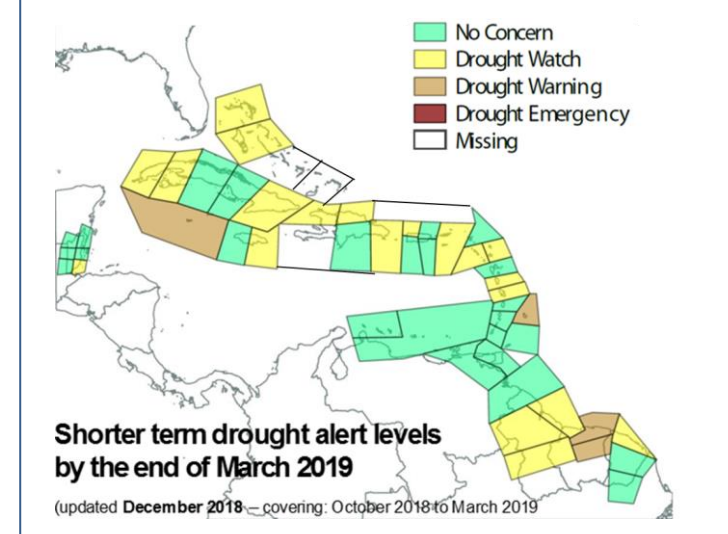 No Concern
Drought Watch
Drought Warning
Drought Emergency
Missing
Shorter term drought alert levels
by the end of March 2019
(updated December 2018 – covering: October 2018 to March 2019